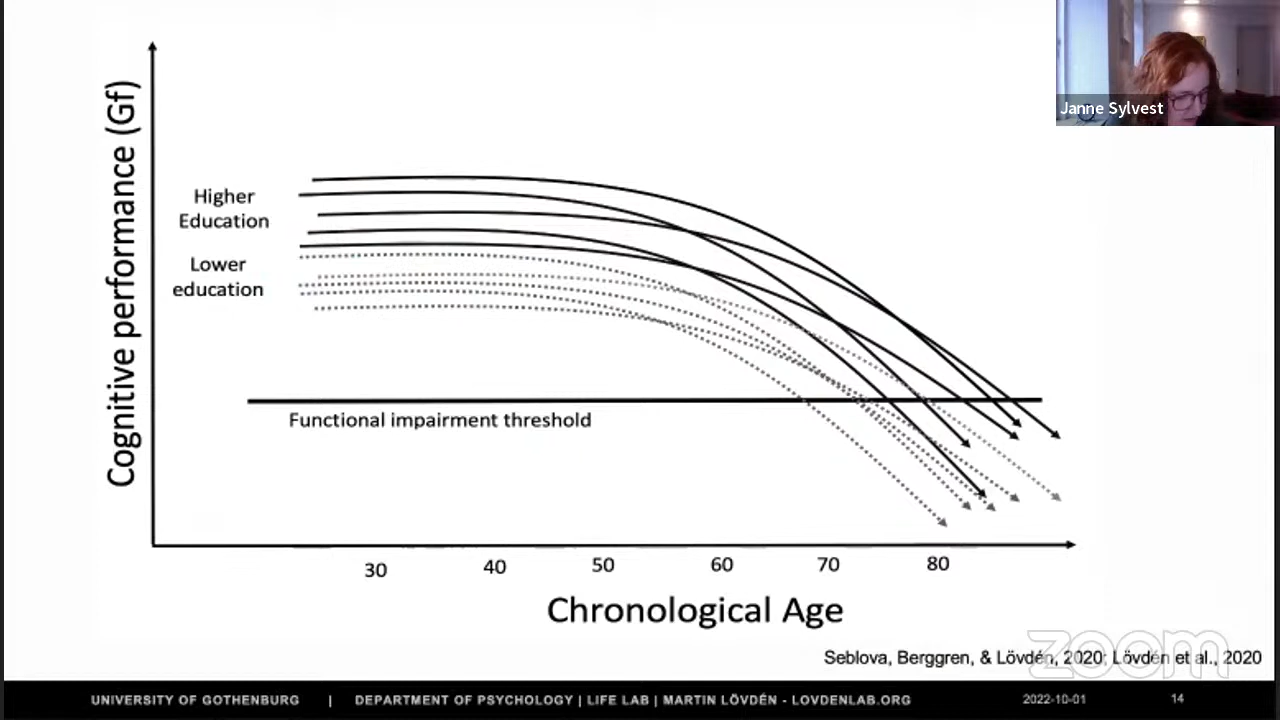 Janne Sylvest
Cognitive performance (Gf)
Higher
Education
Lower
education
Functional impairment threshold
30 40 50 60 70 80
Chronological Age
zoom
Seblova, Berggren, & Lövdén, 2020; Lövdén et al., 2020
UNIVERSITY OF GOTHENBURG | DEPARTMENT OF PSYCHOLOGY | LIFE LAB | MARTIN LÖVDÉN - LOVDENLAB.ORG 2022-10-01 14